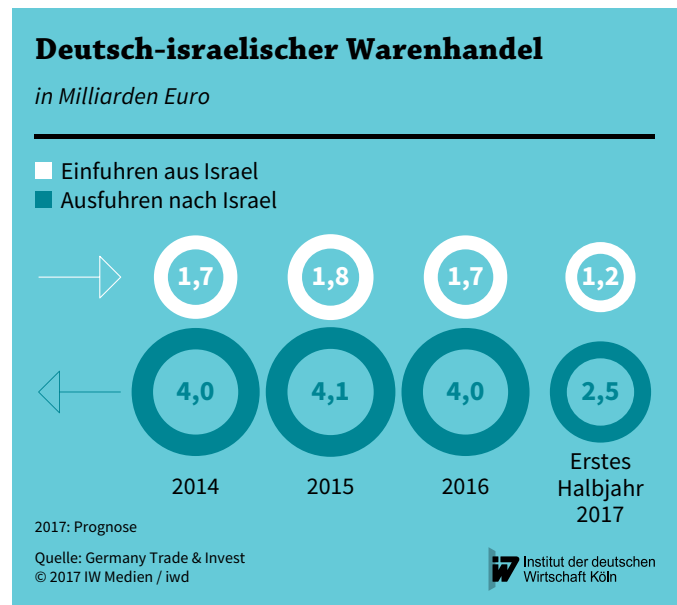 Deutsch-israelischer Warenhandel
in Milliarden Euro
Einfuhren aus Israel
Ausfuhren nach Israel
1,7 1,8 1,7 1,2
4,0 4,1 4,0 2,5
2014 2015 2016 Erstes
Halbjahr
2017
2017: Prognose
Quelle: Germany Trade & Invest
© 2017 IW Medien / iwd
iw Institut der deutschen
Wirtschaft Köln